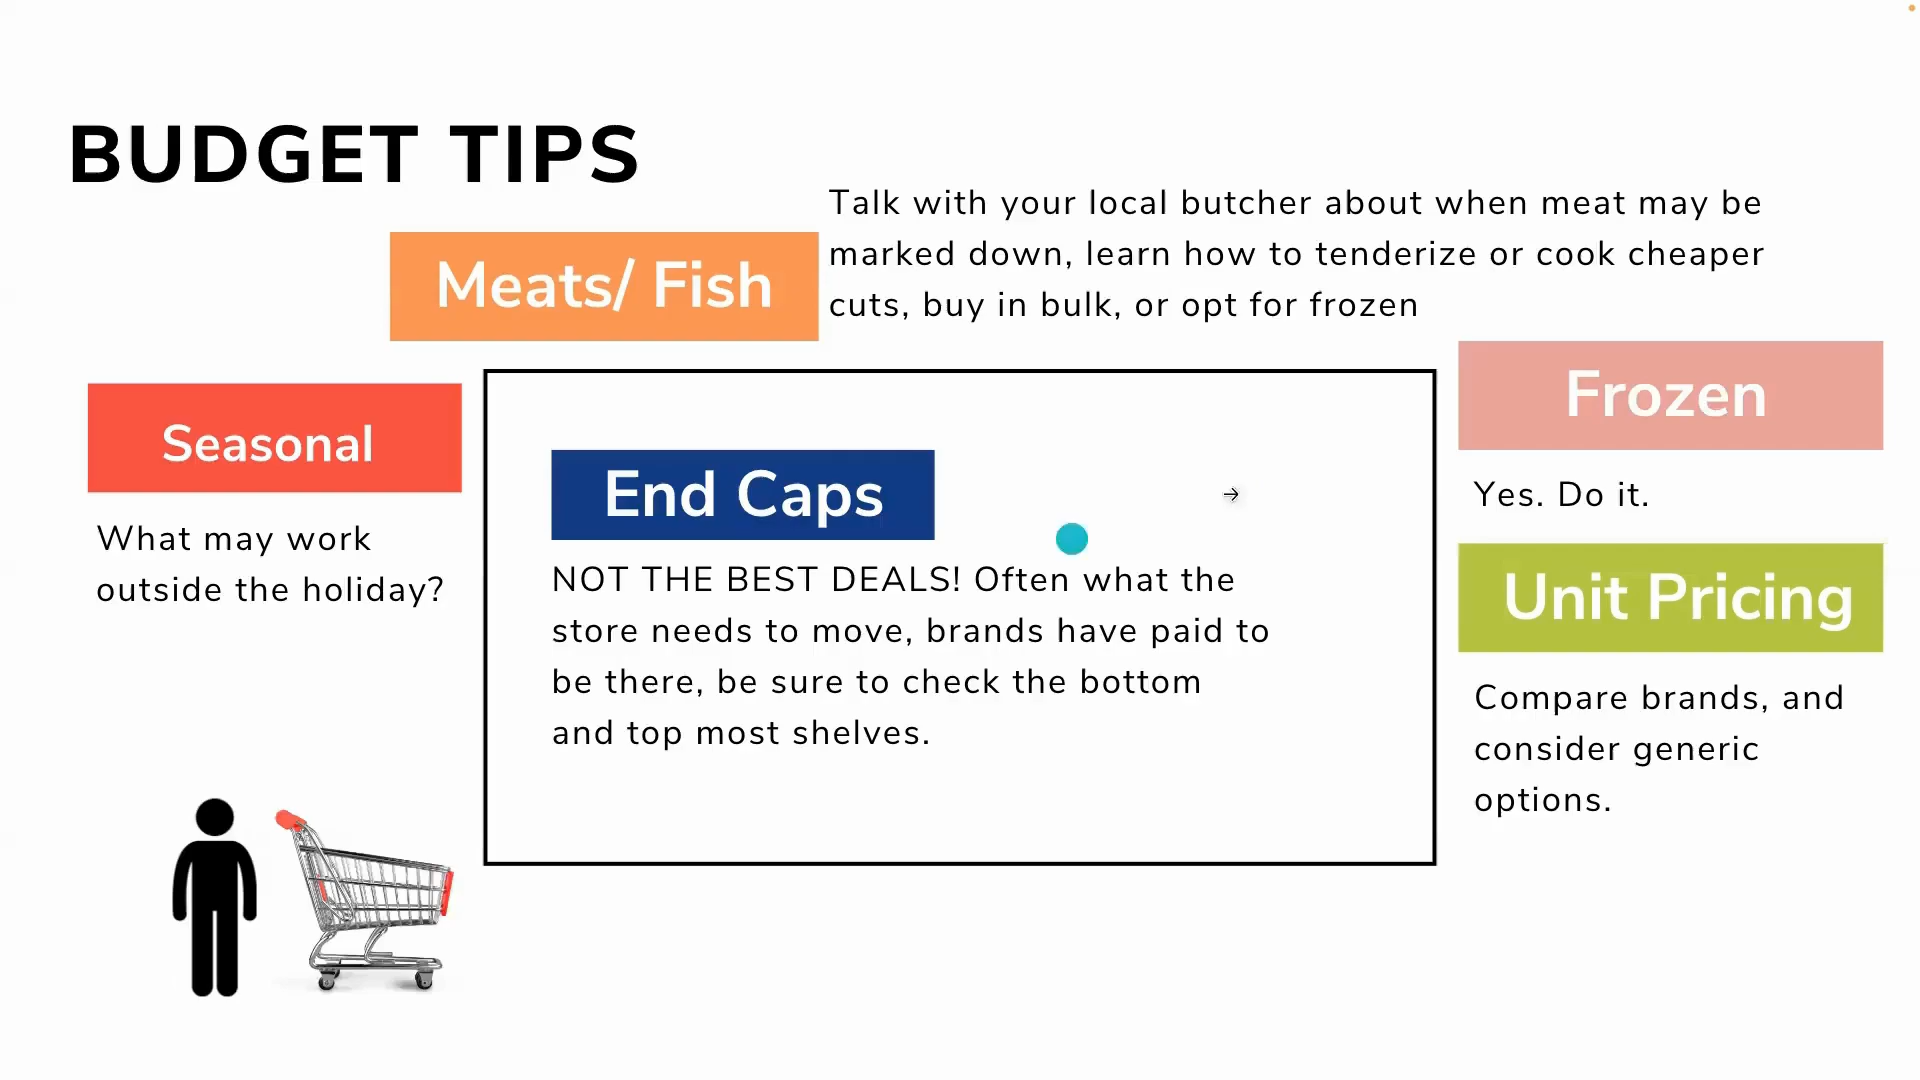 BUDGET TIPS
Meats/ Fish
Talk with your local butcher about when meat may be
marked down, learn how to tenderize or cook cheaper
cuts, buy in bulk, or opt for frozen
Seasonal
What may work
outside the holiday?
End Caps
NOT THE BEST DEALS! Often what the
store needs to move, brands have paid to
be there, be sure to check the bottom
and top most shelves.
Frozen
Yes. Do it.
Unit Pricing
Compare brands, and
consider generic
options.